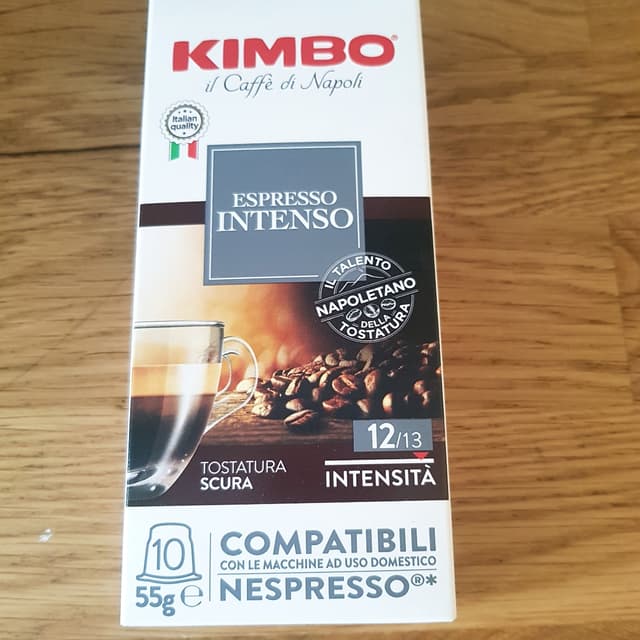 KIMBO®
il Caffè di Napoli
Italian
quality
ESPRESSO
INTENSO
IL TALENTO
NAPOLETANO
DELLA
TOSTATURA
12/13
INTENSITÀ
TOSTATURA
SCURA
10
55g ℮
COMPATIBILI
CON LE MACCHINE AD USO DOMESTICO
NESPRESSO®*